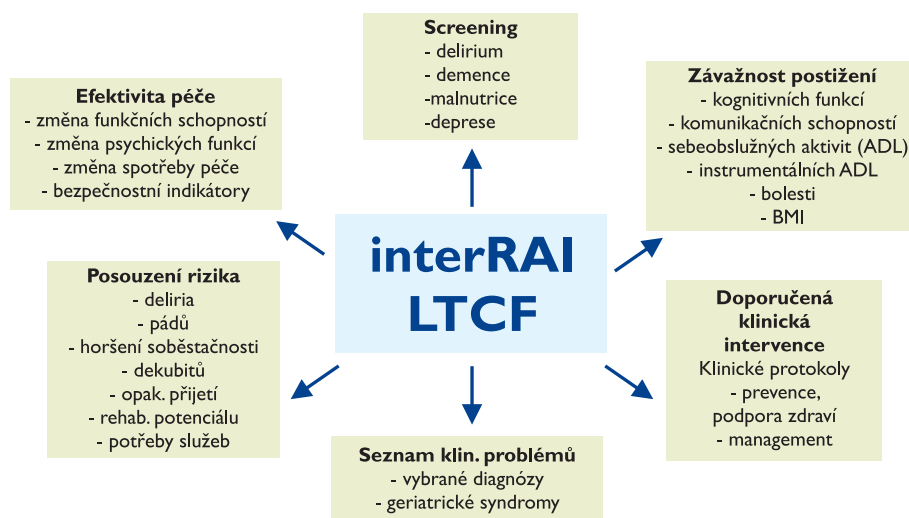 Screening
- delirium
- demence
-malnutrice
-deprese
Efektivita péče
- změna funkčních schopností
- změna psychických funkcí
- změna spotřeby péče
- bezpečnostní indikátory
Závažnost postižení
- kognitivních funkcí
- komunikačních schopností
- sebeobslužných aktivit (ADL)
- instrumentálních ADL
- bolesti
- BMI
interRAI
LTCF
Posouzení rizika
- deliria
- pádů
- horšení soběstačnosti
- dekubitů
- opak. přijetí
- rehab. potenciálu
- potřeby služeb
Doporučená
klinická
intervence
Klinické protokoly
- prevence,
podpora zdraví
- management
Seznam klin. problémů
- vybrané diagnózy
- geriatrické syndromy